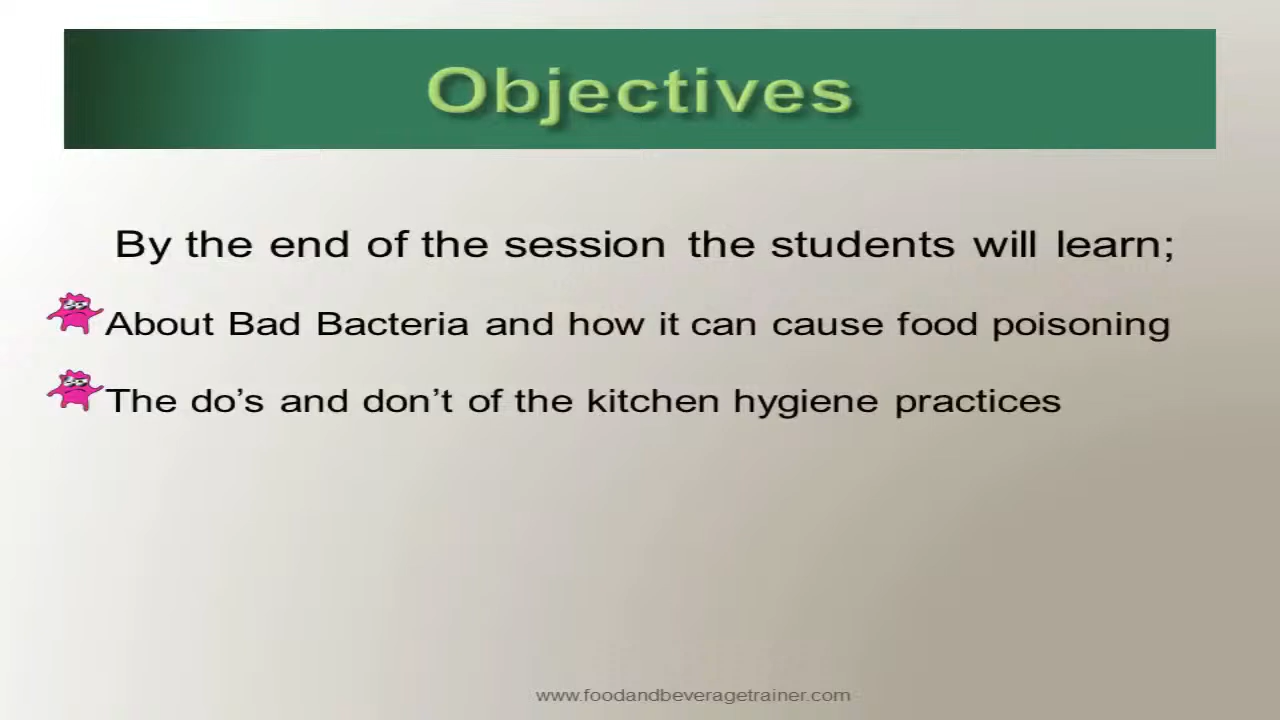 Objectives
By the end of the session the students will learn;
About Bad Bacteria and how it can cause food poisoning
The do’s and don’t of the kitchen hygiene practices
www.foodandbeveragetrainer.com